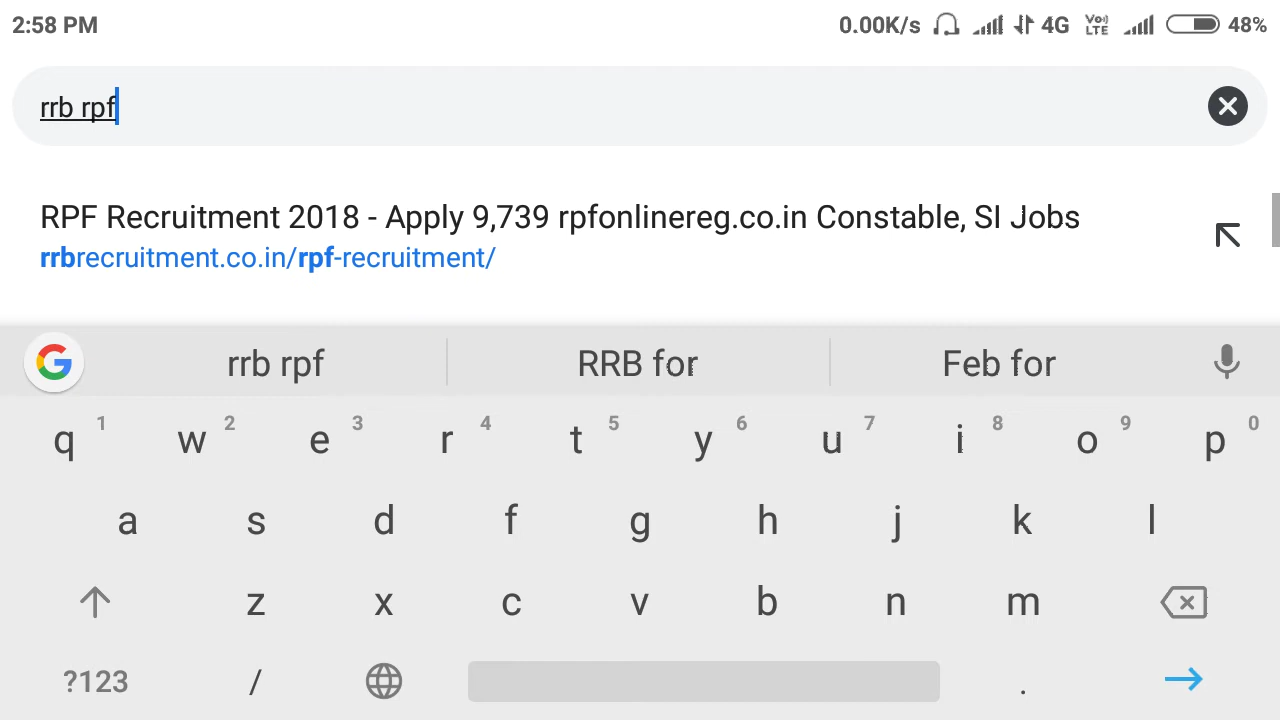 2:58 PM 0.00K/s 4G Vo) LTE 48%
rrb rpf
RPF Recruitment 2018 - Apply 9,739 rpfonlinereg.co.in Constable, SI Jobs
rrbrecruitment.co.in/rpf-recruitment/
rrb rpf RRB for Feb for
q 1 w 2 e 3 r 4 t 5 y 6 u 7 i 8 o 9 p 0
a s d f g h j k l
z x c v b n m
?123 / .